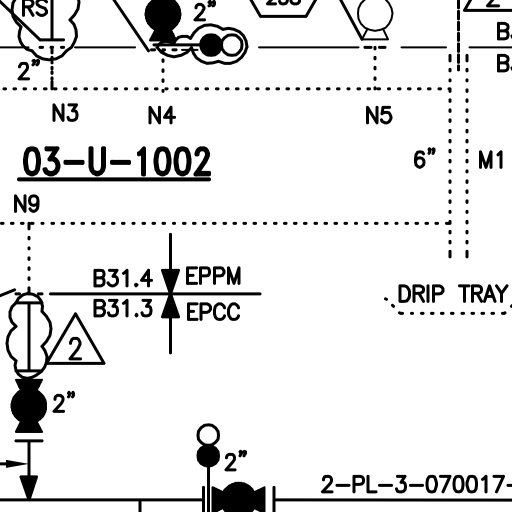 RS
2"
2"
N3
N4
N5
03-U-1002
6"
M1
N9
B31.4
EPPM
B31.3
EPCC
DRIP TRAY
2
2"
2"
2-PL-3-070017-